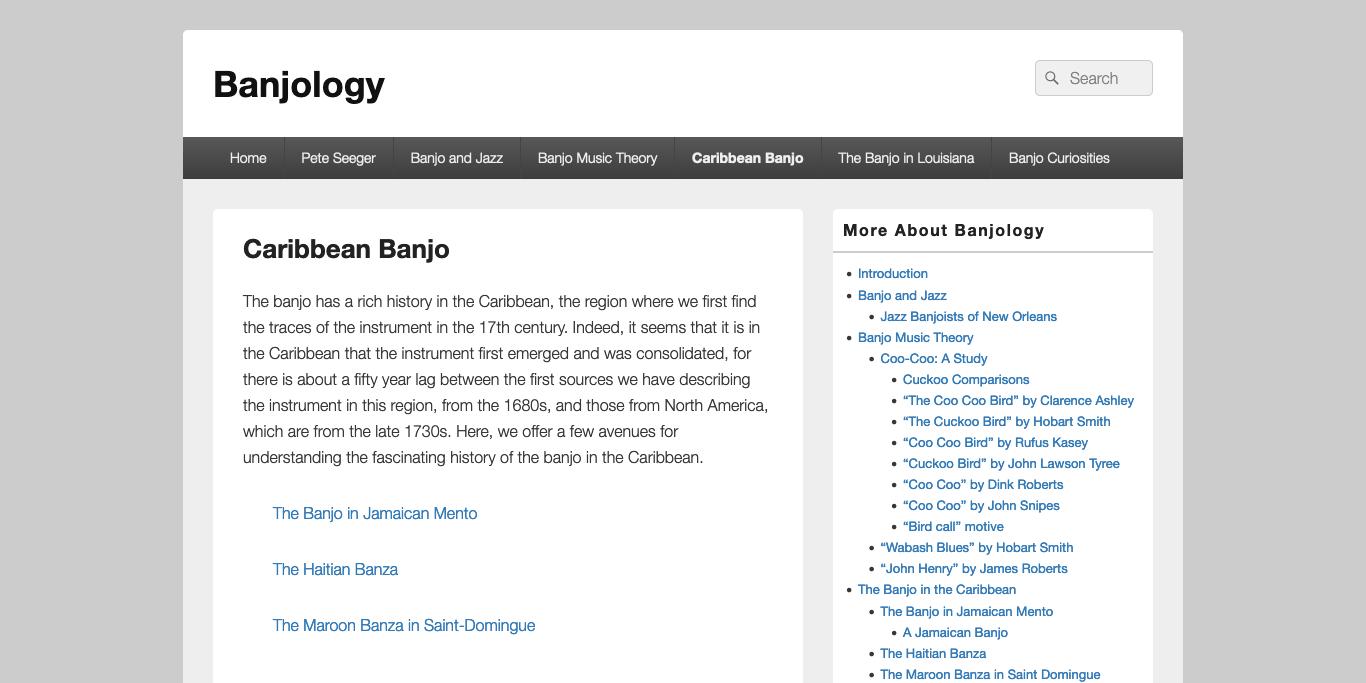 Banjology
Search
Home
Pete Seeger
Banjo and Jazz
Banjo Music Theory
Caribbean Banjo
The Banjo in Louisiana
Banjo Curiosities
Caribbean Banjo
The banjo has a rich history in the Caribbean, the region where we first find
the traces of the instrument in the 17th century. Indeed, it seems that it is in
the Caribbean that the instrument first emerged and was consolidated, for
there is about a fifty year lag between the first sources we have describing
the instrument in this region, from the 1680s, and those from North America,
which are from the late 1730s. Here, we offer a few avenues for
understanding the fascinating history of the banjo in the Caribbean.
The Banjo in Jamaican Mento
The Haitian Banza
The Maroon Banza in Saint-Domingue
More About Banjology
Introduction
Banjo and Jazz
Jazz Banjoists of New Orleans
Banjo Music Theory
Coo-Coo: A Study
Cuckoo Comparisons
“The Coo Coo Bird” by Clarence Ashley
“The Cuckoo Bird” by Hobart Smith
“Coo Coo Bird” by Rufus Kasey
“Cuckoo Bird” by John Lawson Tyree
“Coo Coo” by Dink Roberts
“Coo Coo” by John Snipes
“Bird call” motive
“Wabash Blues” by Hobart Smith
“John Henry” by James Roberts
The Banjo in the Caribbean
The Banjo in Jamaican Mento
A Jamaican Banjo
The Haitian Banza
The Maroon Banza in Saint Domingue